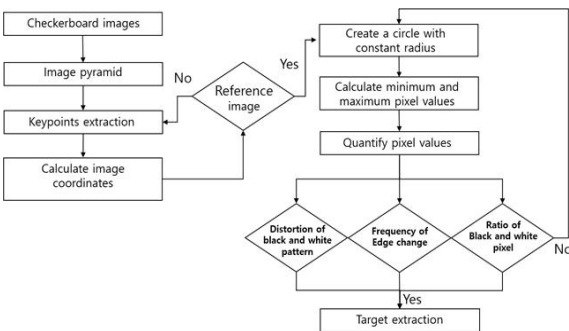 Checkerboard images
Image pyramid
Keypoints extraction
Calculate image
coordinates
No
Reference
image
Yes
Create a circle with
constant radius
Calculate minimum and
maximum pixel values
Quantify pixel values
Distortion of
black and white
pattern
Frequency of
Edge change
Ratio of
Black and white
pixel
No
Yes
Target extraction